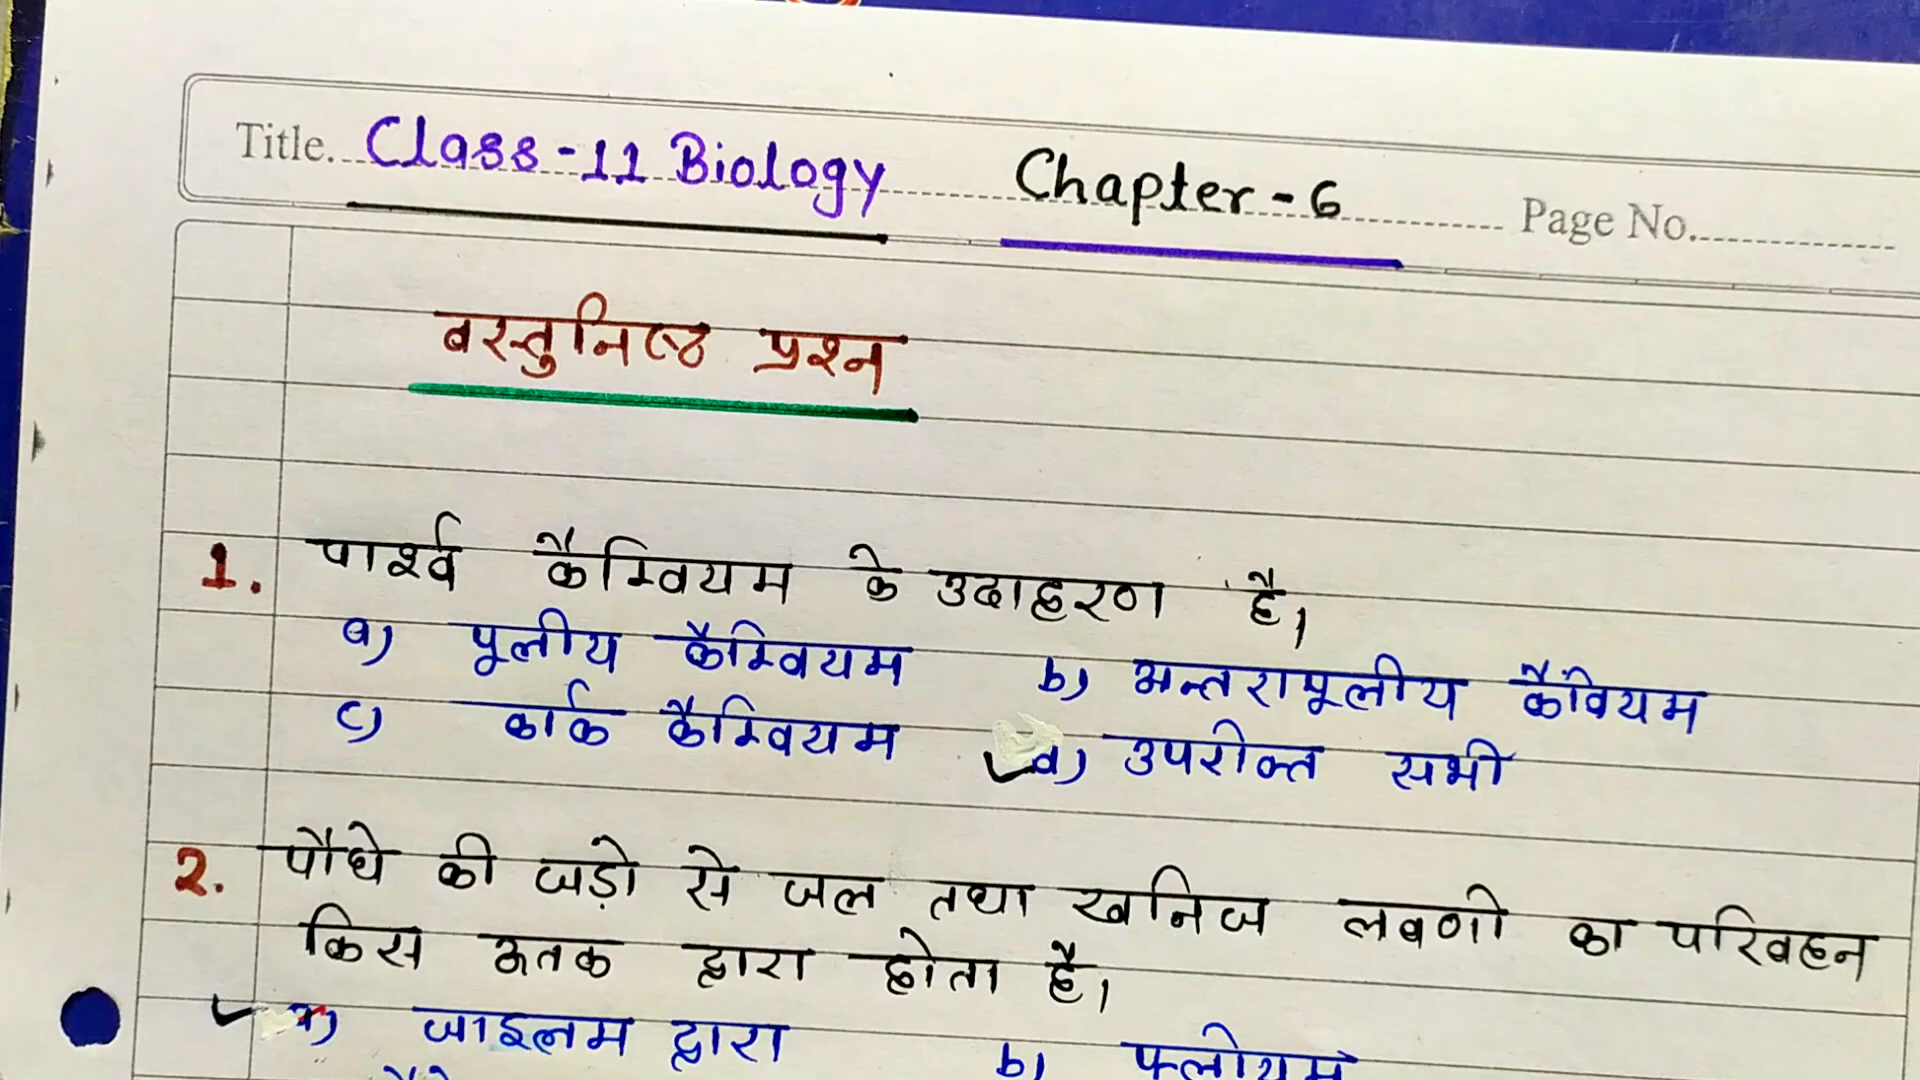 Title. Class-11 Biology Chapter-6 Page No.
वस्तुनिष्ठ प्रश्न
1. पार्श्व कैम्वियम के उदाहरण है।
a) पूलीय कैम्वियम b) अन्तरापूलीय कैंवियम
c) कार्क कैम्वियम d) उपरोक्त सभी
2. पौधे की जड़ो से जल तथा खनिज लवणो का परिवहन
किस ऊतक द्वारा होता है।
a) जाइलम द्वारा b) फ्लोयम